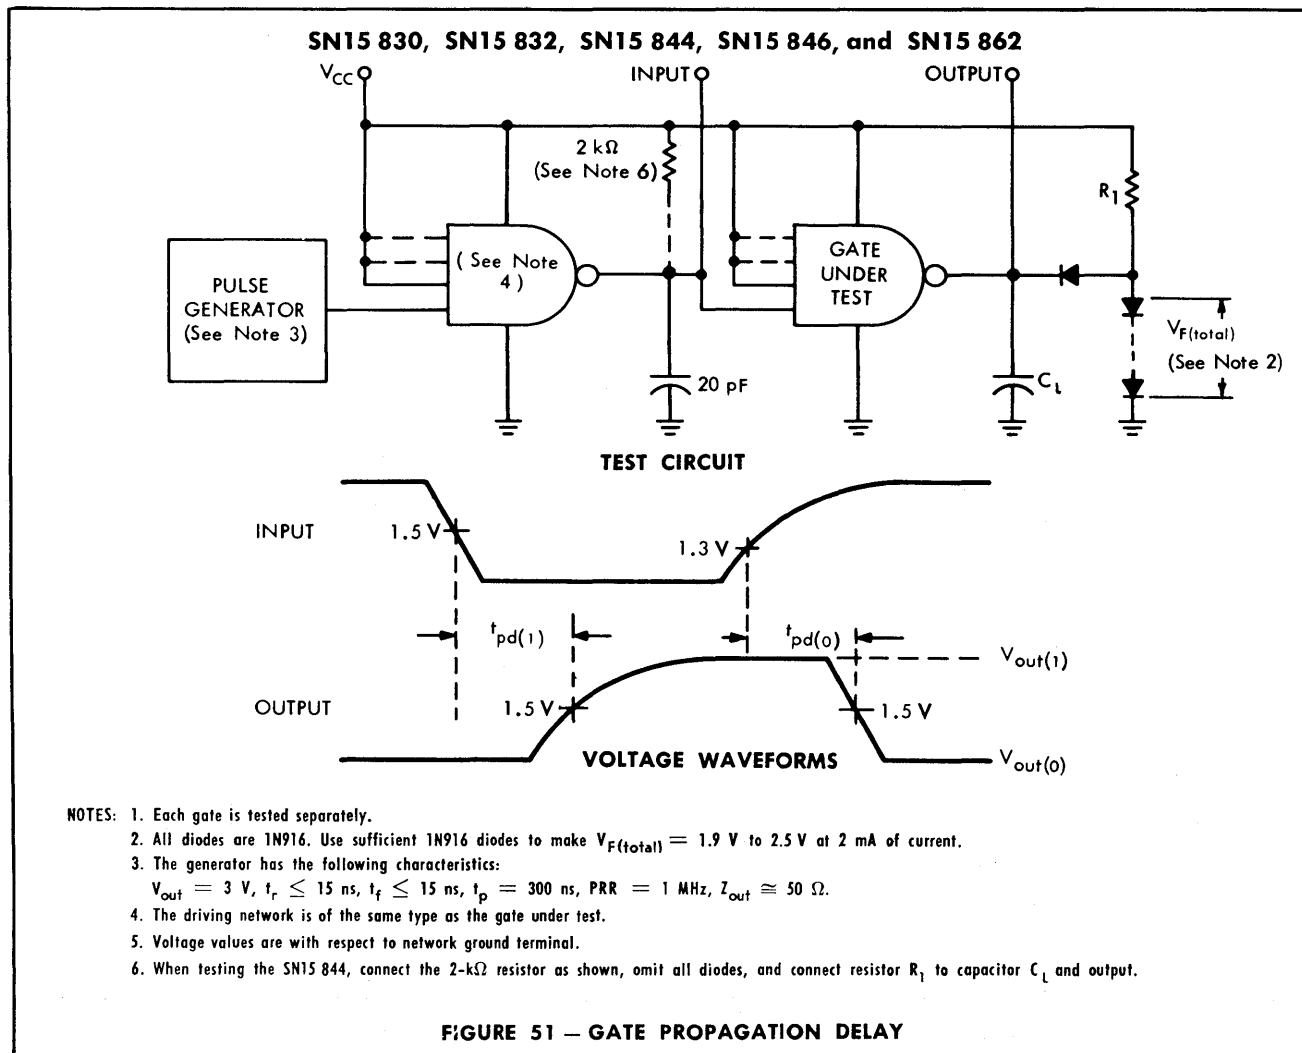 SN15 830, SN15 832, SN15 844, SN15 846, and SN15 862
VCC
INPUT
OUTPUT
2 kΩ
(See Note 6)
R1
PULSE
GENERATOR
(See Note 3)
( See Note
4 )
GATE
UNDER
TEST
VF(total)
(See Note 2)
20 pF
CL
TEST CIRCUIT
INPUT
1.5 V
1.3 V
tpd(1)
tpd(0)
Vout(1)
OUTPUT
1.5 V
1.5 V
VOLTAGE WAVEFORMS
Vout(0)
NOTES: 1. Each gate is tested separately.
2. All diodes are 1N916. Use sufficient 1N916 diodes to make VF(total) = 1.9 V to 2.5 V at 2 mA of current.
3. The generator has the following characteristics:
Vout = 3 V, tr ≤ 15 ns, tf ≤ 15 ns, tp = 300 ns, PRR = 1 MHz, Zout ≅ 50 Ω.
4. The driving network is of the same type as the gate under test.
5. Voltage values are with respect to network ground terminal.
6. When testing the SN15 844, connect the 2-kΩ resistor as shown, omit all diodes, and connect resistor R1 to capacitor CL and output.
FIGURE 51 — GATE PROPAGATION DELAY